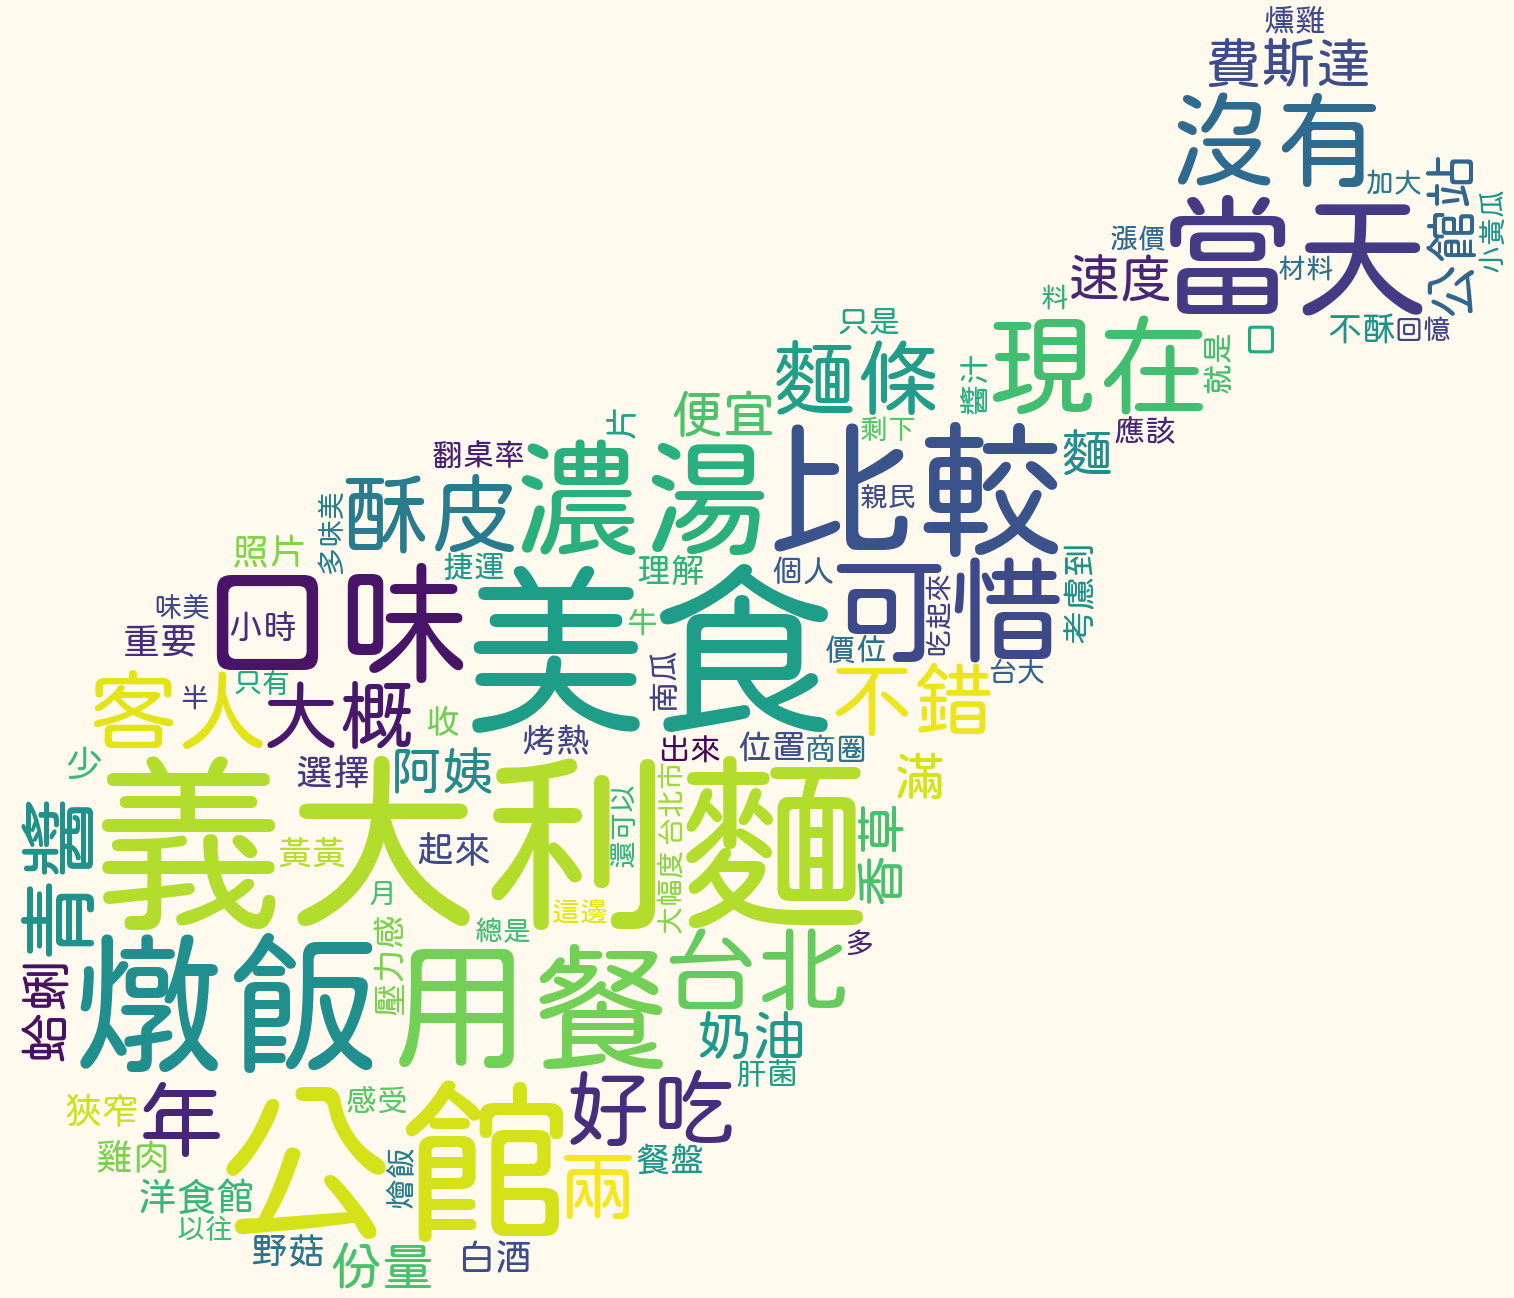 燻雞
費斯達
沒有
加大
公館站
小黃瓜
漲價
當天
速度
材料
料
不酥
回憶
只是
麵條
醬汁
現在
就是
口
便宜
片
剩下
應該
翻桌率
濃湯
比較
麵
親民
酥皮
多味美
照片
捷運
理解
個人
可惜
考慮到
吃起來
味美
口味
小時
美食
牛
重要
價位
台大
只有
客人
半
大概
收
南瓜
不錯
烤熱
出來
位置
商圈
少
選擇
阿姨
滿
義大利麵
還可以
台北市
青醬
黃黃
起來
香草
大幅度
月
這邊
總是
壓力感
台北
多
燉飯
用餐
蛤蜊
奶油
肝菌
年
感受
公館
好吃
狹窄
雞肉
燴飯
兩
餐盤
洋食館
以往
野菇
份量
白酒